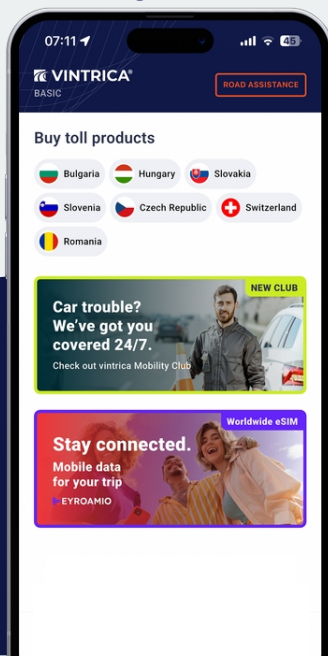 07:11
45
VINTRICA®
BASIC
ROAD ASSISTANCE
Buy toll products
Bulgaria
Hungary
Slovakia
Slovenia
Czech Republic
Switzerland
Romania
NEW CLUB
Car trouble?
We've got you
covered 24/7.
Check out vintrica Mobility Club
Worldwide eSIM
Stay connected.
Mobile data
for your trip
EYROAMIO